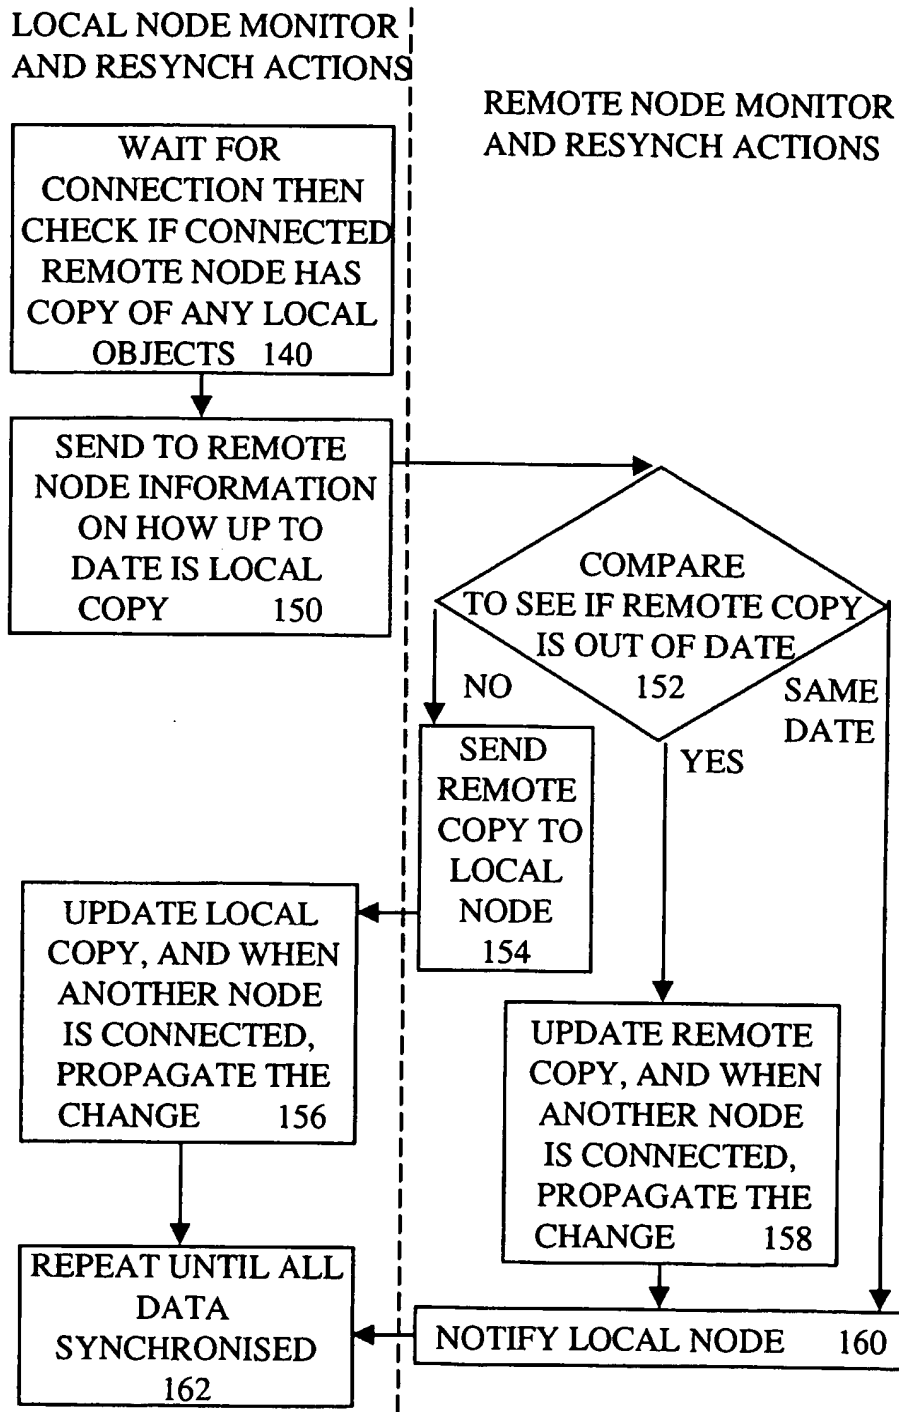 LOCAL NODE MONITOR
AND RESYNCH ACTIONS
REMOTE NODE MONITOR
AND RESYNCH ACTIONS
WAIT FOR
CONNECTION THEN
CHECK IF CONNECTED
REMOTE NODE HAS
COPY OF ANY LOCAL
OBJECTS 140
SEND TO REMOTE
NODE INFORMATION
ON HOW UP TO
DATE IS LOCAL
COPY 150
COMPARE
TO SEE IF REMOTE COPY
IS OUT OF DATE
152
NO
SAME
DATE
YES
SEND
REMOTE
COPY TO
LOCAL
NODE
154
UPDATE LOCAL
COPY, AND WHEN
ANOTHER NODE
IS CONNECTED,
PROPAGATE THE
CHANGE 156
UPDATE REMOTE
COPY, AND WHEN
ANOTHER NODE
IS CONNECTED,
PROPAGATE THE
CHANGE 158
NOTIFY LOCAL NODE 160
REPEAT UNTIL ALL
DATA
SYNCHRONISED
162